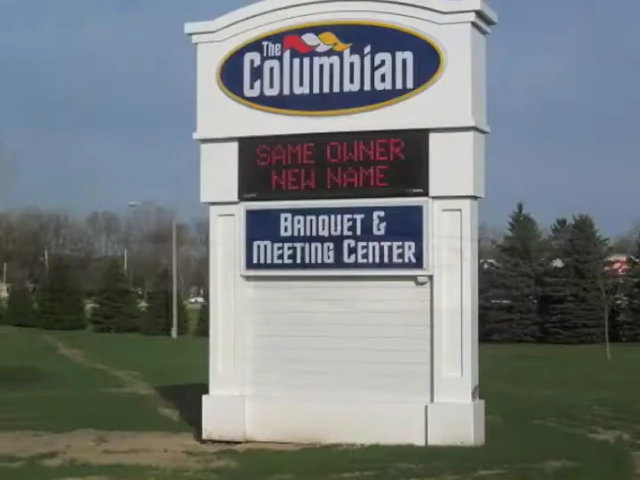 The
Columbian
SAME OWNER
NEW NAME
BANQUET &
MEETING CENTER